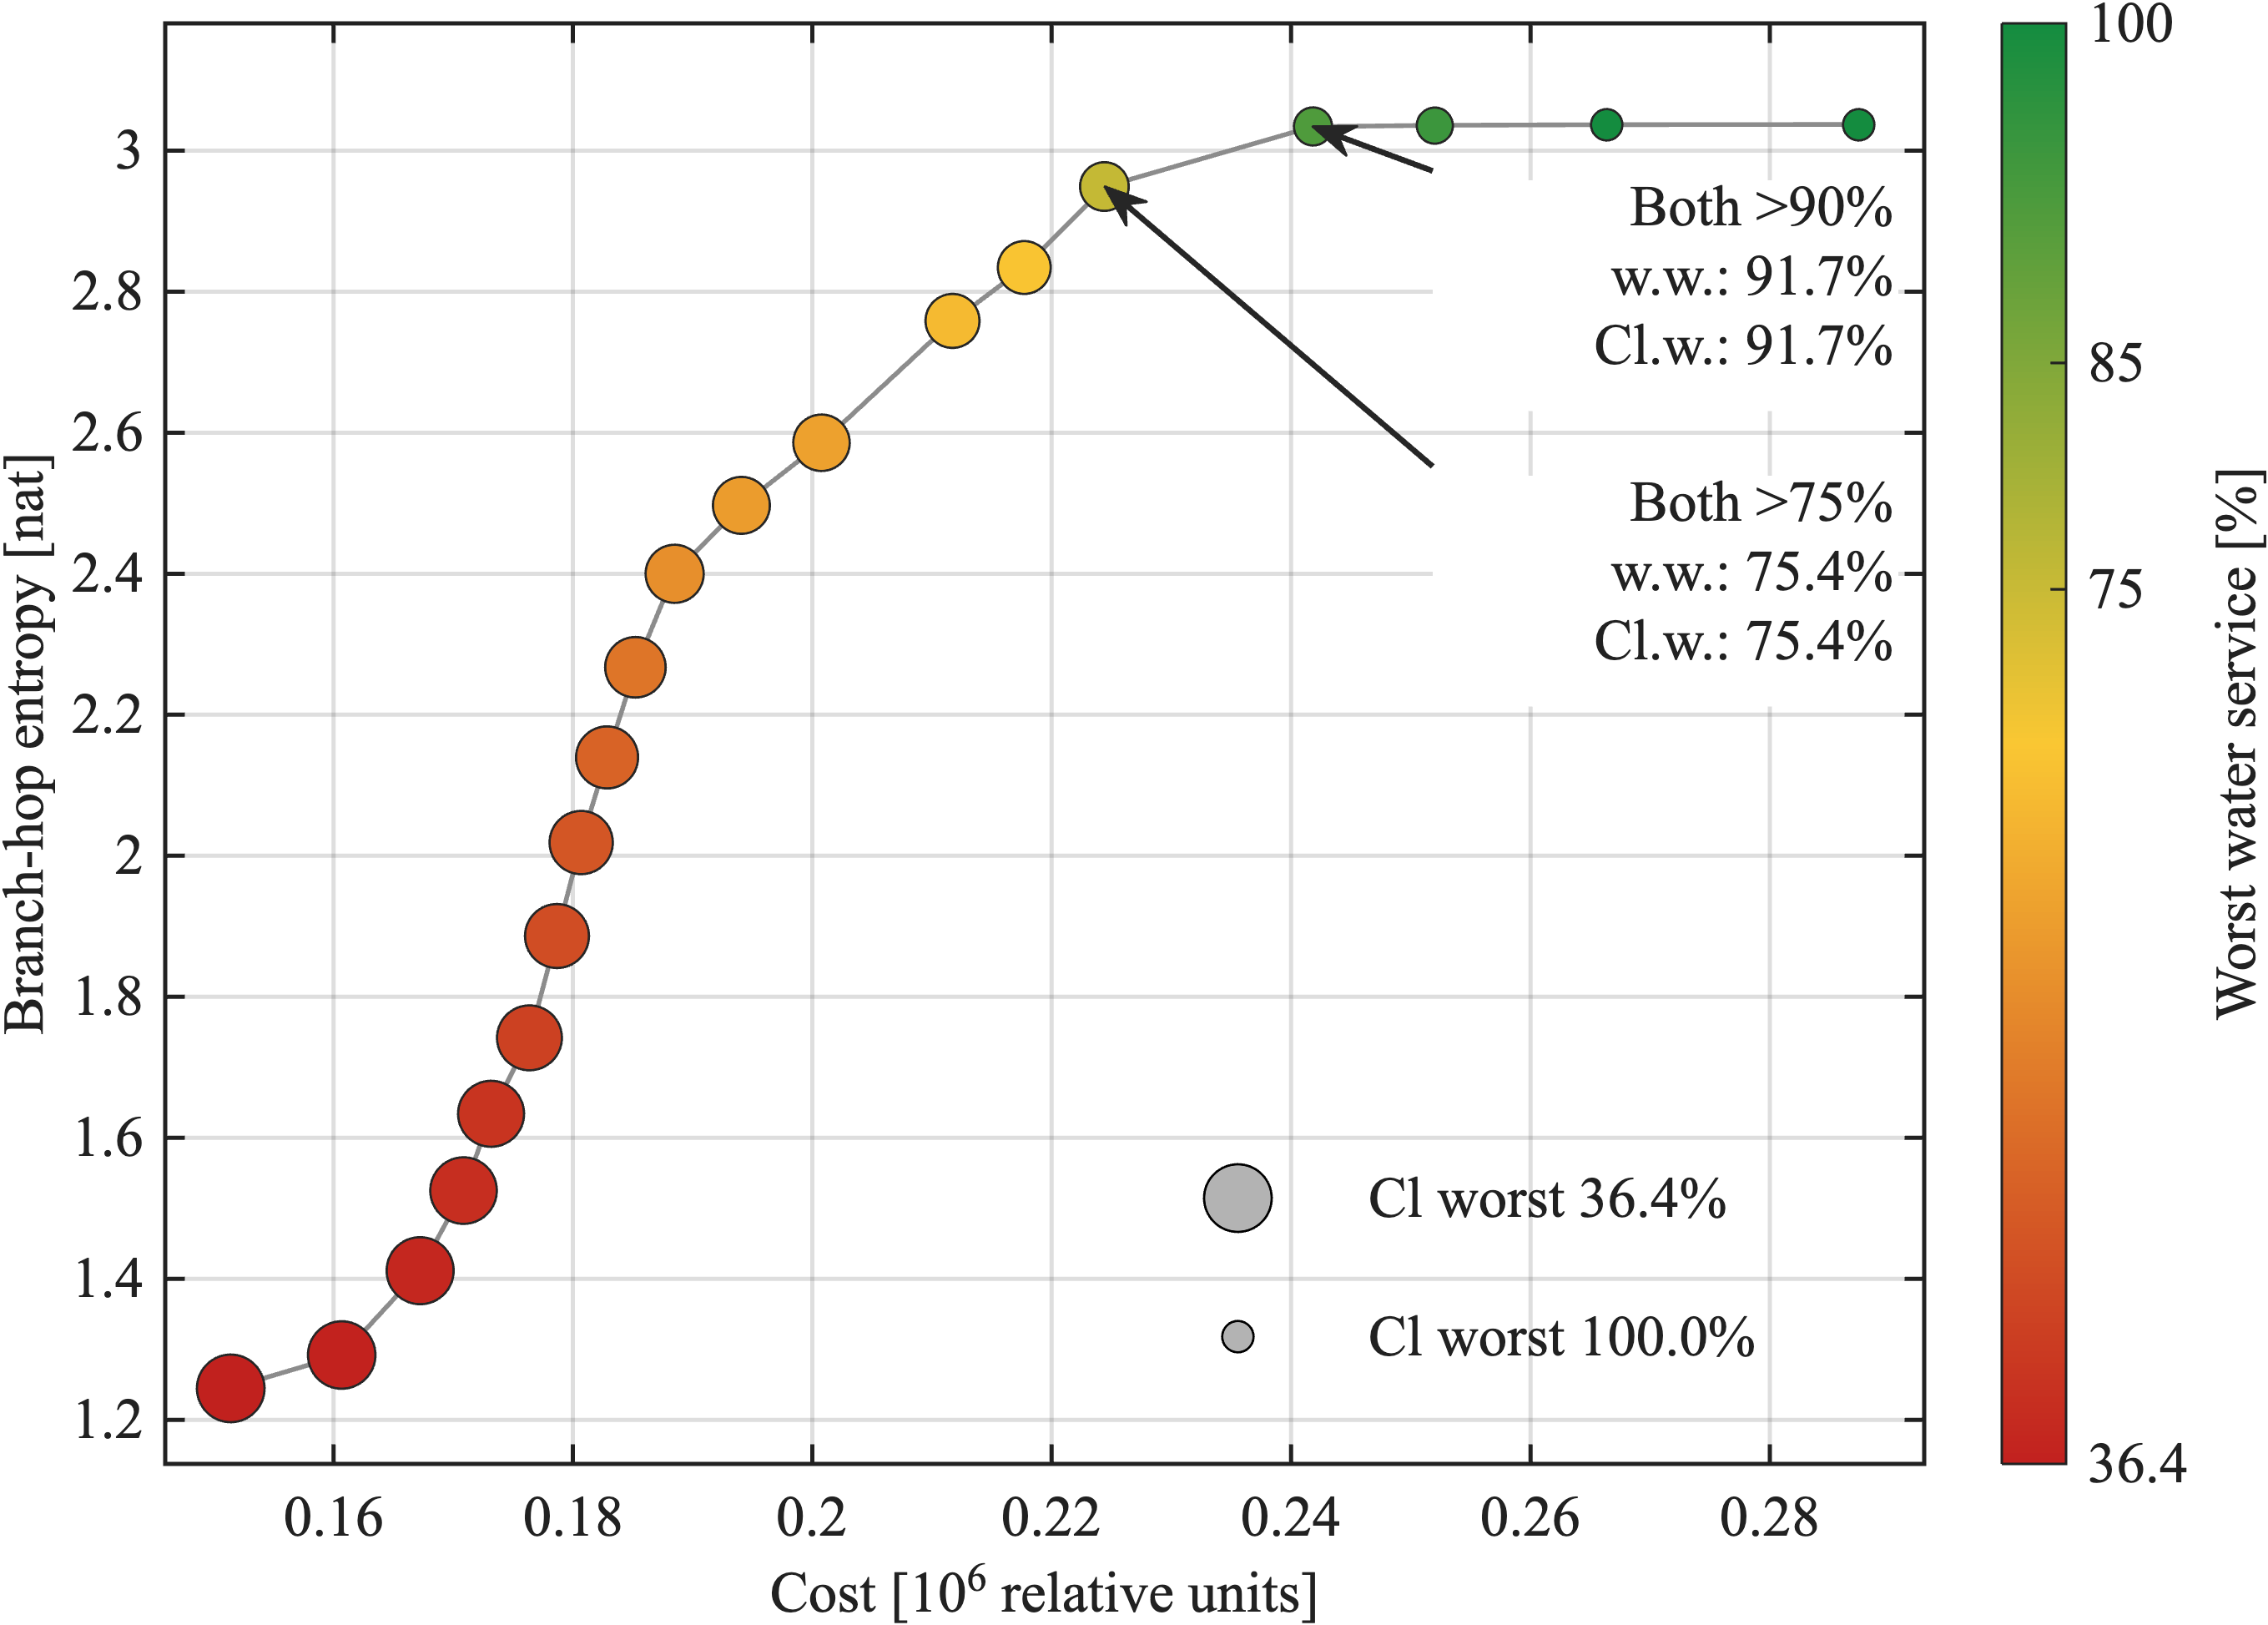 Branch-hop entropy [nat]
3
2.8
2.6
2.4
2.2
2
1.8
1.6
1.4
1.2
0.16
0.18
0.2
0.22
0.24
0.26
0.28
Cost [10⁶ relative units]
Both >90%
w.w.: 91.7%
Cl.w.: 91.7%
Both >75%
w.w.: 75.4%
Cl.w.: 75.4%
Cl worst 36.4%
Cl worst 100.0%
100
85
75
36.4
Worst water service [%]